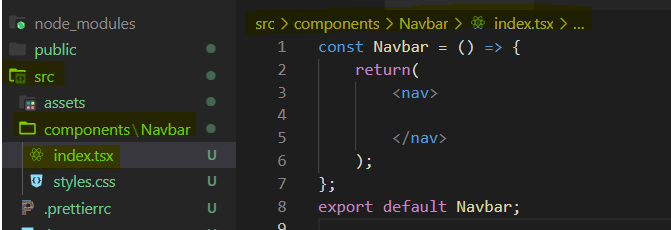 node_modules
public
src
assets
components\Navbar
index.tsx U
styles.css U
.prettierrc U
src > components > Navbar > index.tsx > ...
1 const Navbar = () => {
2 return(
3 <nav>
4
5 </nav>
6 );
7 };
8 export default Navbar;
9